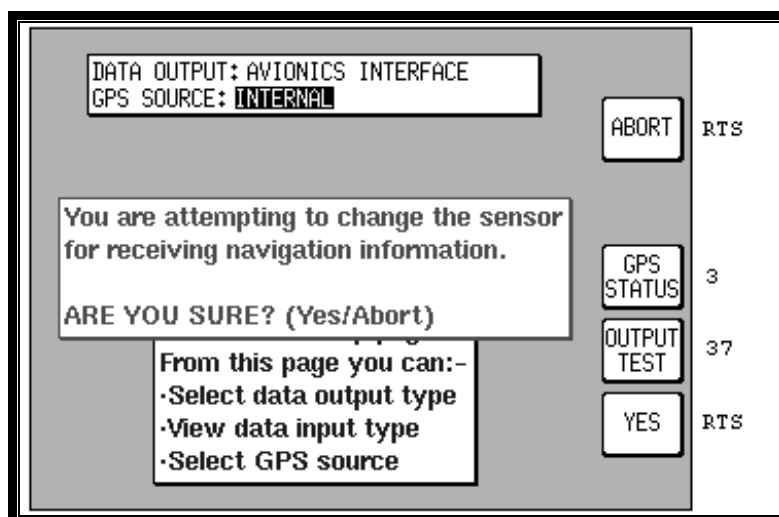 DATA OUTPUT: AVIONICS INTERFACE
GPS SOURCE: INTERNAL
ABORT
RTS
You are attempting to change the sensor
for receiving navigation information.
ARE YOU SURE? (Yes/Abort)
GPS
STATUS
3
OUTPUT
TEST
37
From this page you can:-
·Select data output type
·View data input type
·Select GPS source
YES
RTS